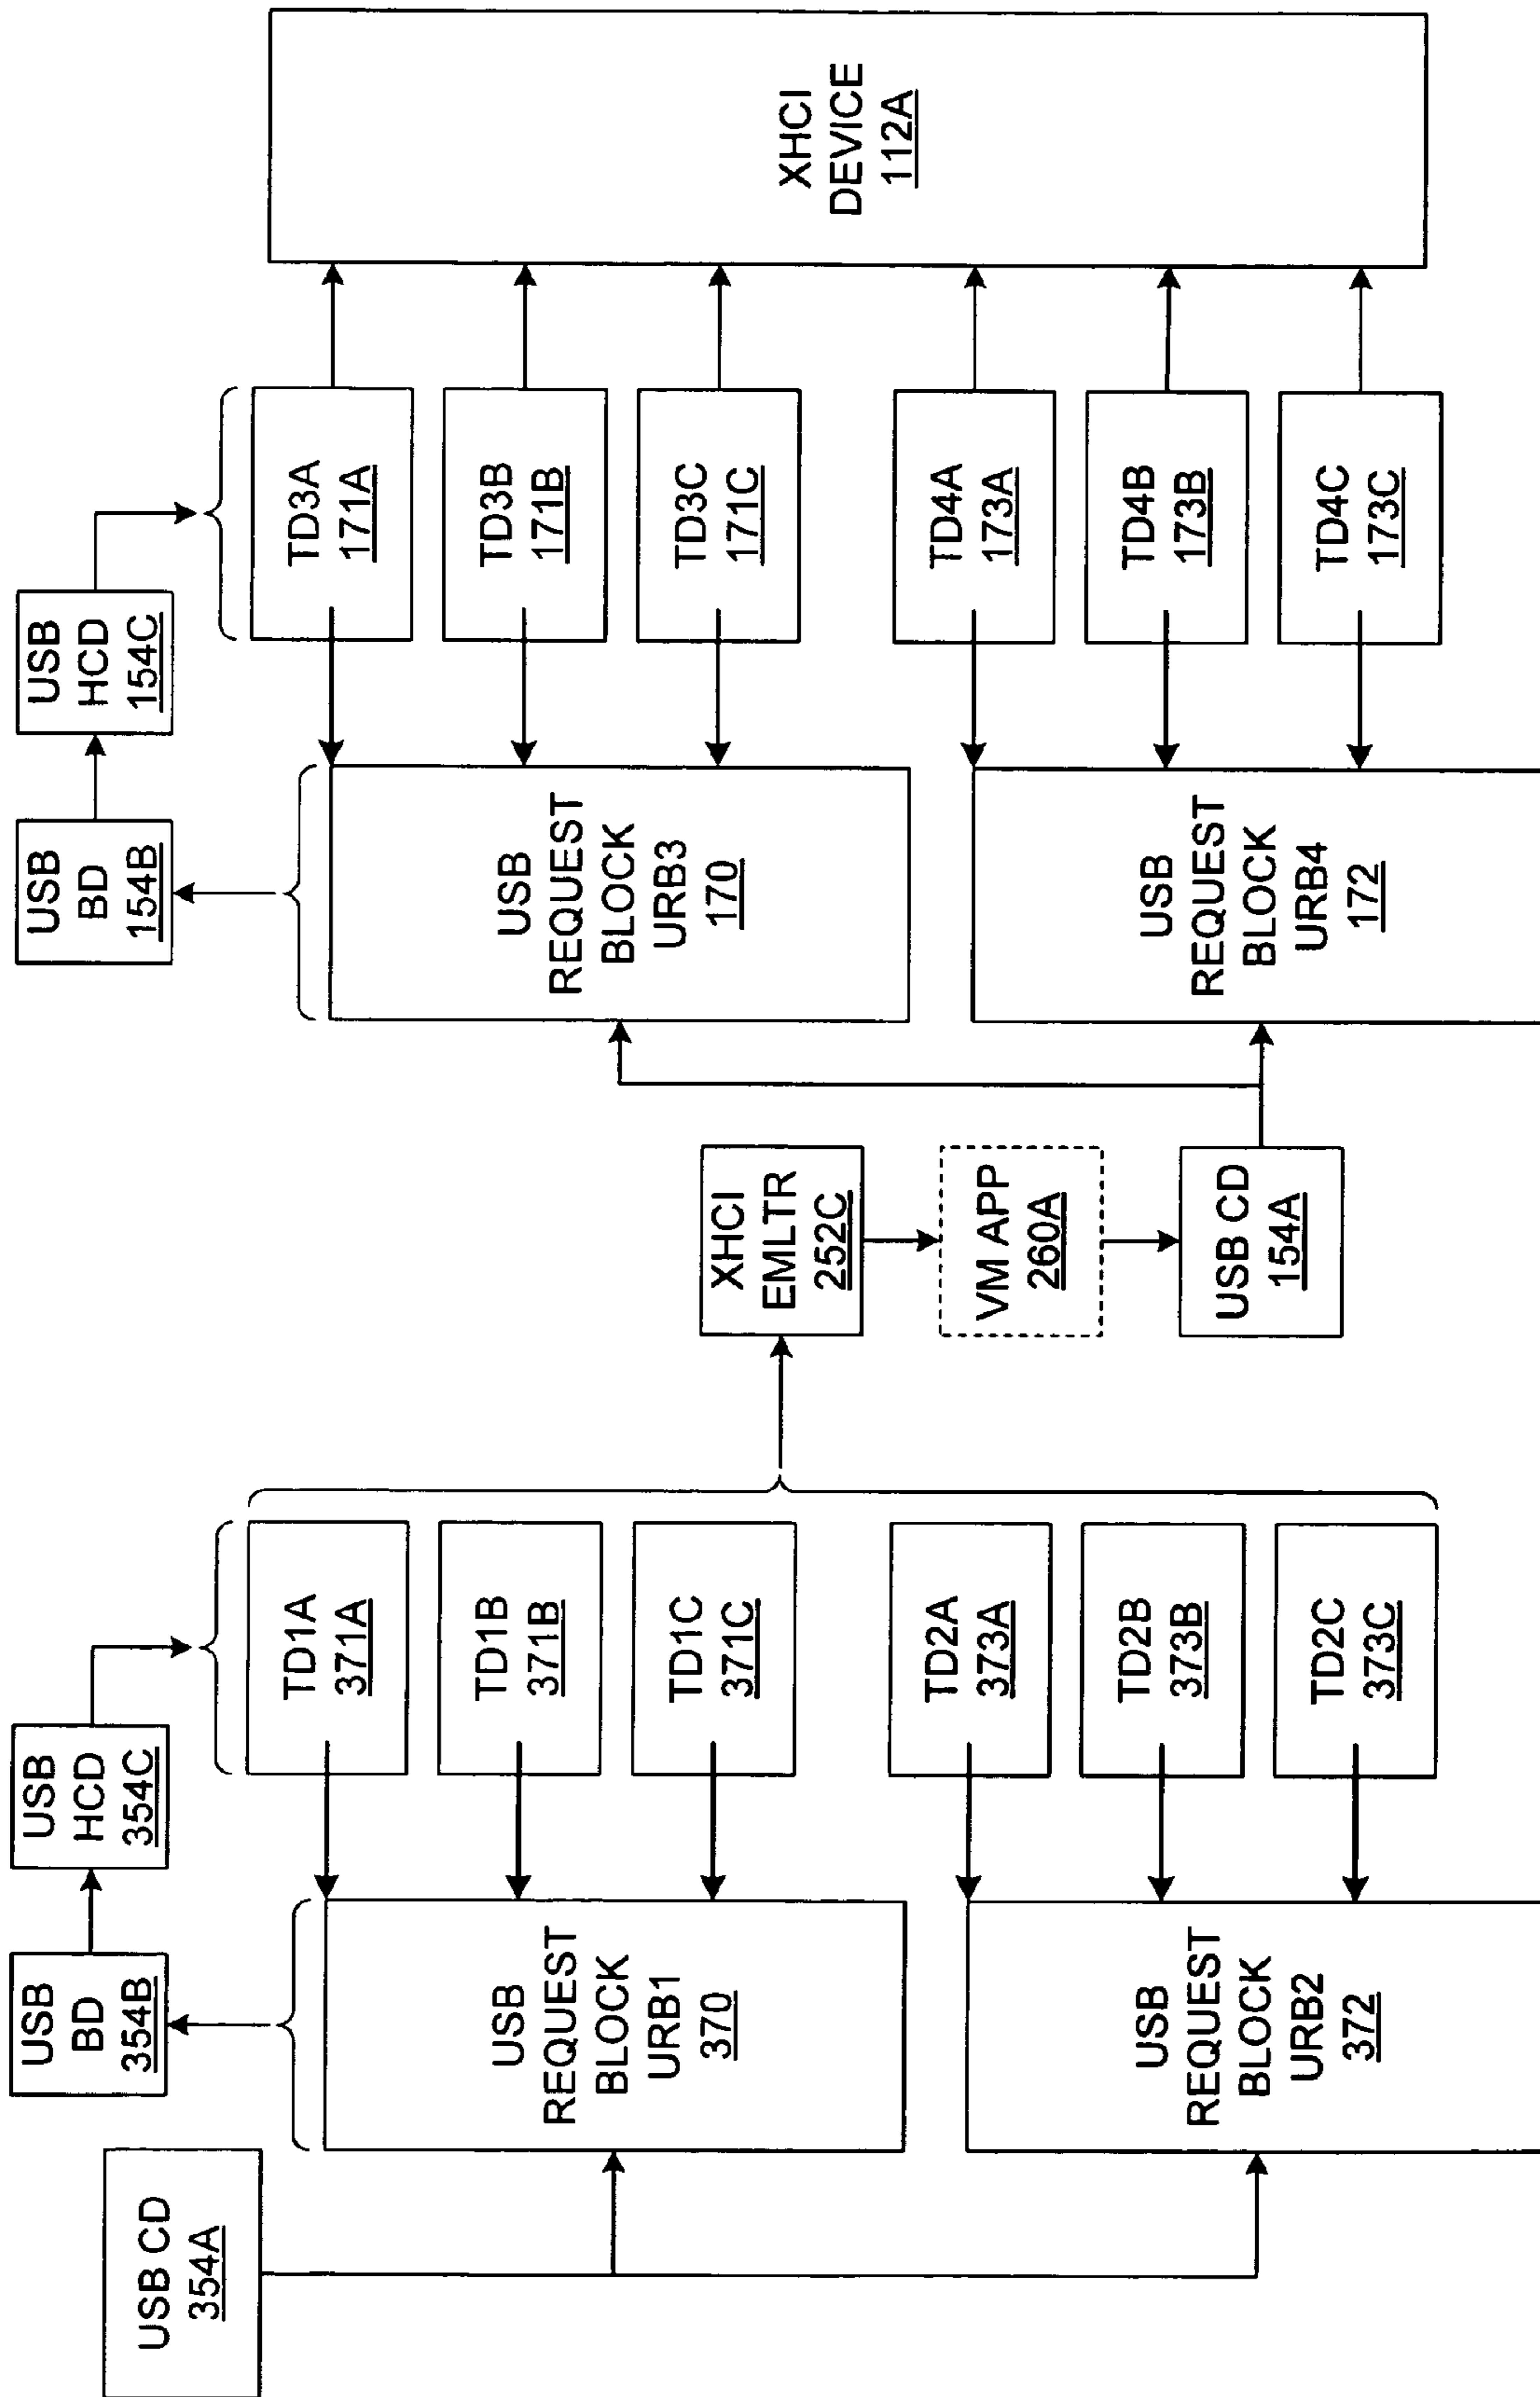 USB CD
354A
USB
BD
354B
USB
HCD
354C
USB
REQUEST
BLOCK
URB1
370
TD1A
371A
TD1B
371B
TD1C
371C
USB
REQUEST
BLOCK
URB2
372
TD2A
373A
TD2B
373B
TD2C
373C
XHCI
EMLTR
252C
VM APP
260A
USB CD
154A
USB
BD
154B
USB
HCD
154C
USB
REQUEST
BLOCK
URB3
170
TD3A
171A
TD3B
171B
TD3C
171C
USB
REQUEST
BLOCK
URB4
172
TD4A
173A
TD4B
173B
TD4C
173C
XHCI
DEVICE
112A